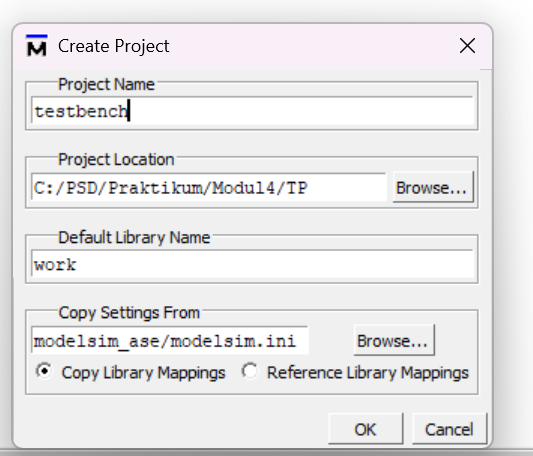 Create Project
Project Name
testbench
Project Location
C:/PSD/Praktikum/Modul4/TP
Browse...
Default Library Name
work
Copy Settings From
modelsim_ase/modelsim.ini
Browse...
Copy Library Mappings
Reference Library Mappings
OK
Cancel